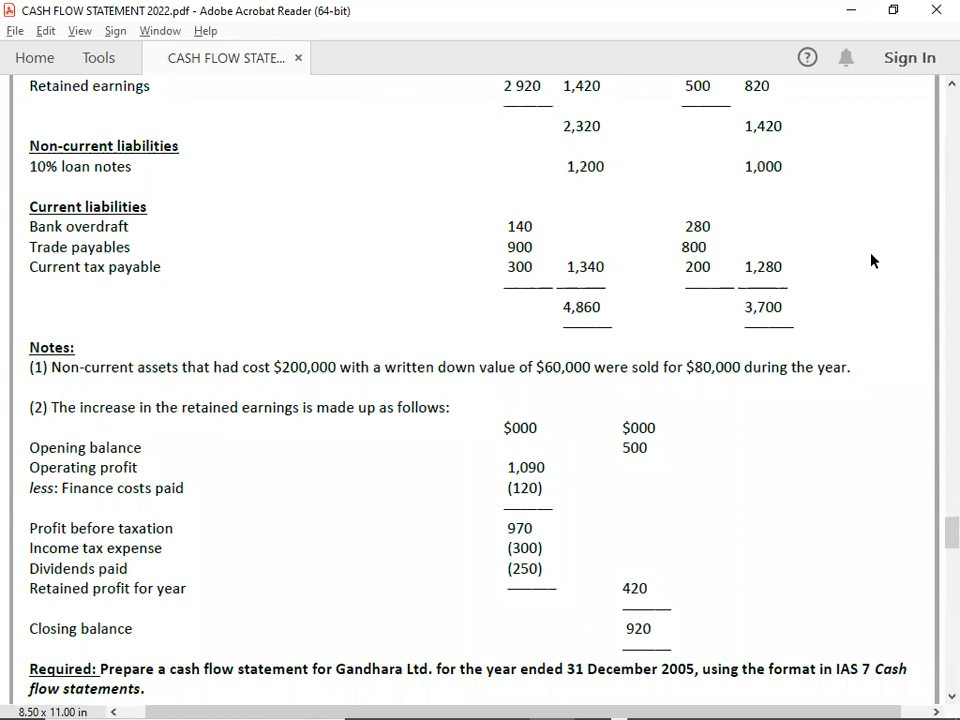 CASH FLOW STATEMENT 2022.pdf - Adobe Acrobat Reader (64-bit)
File Edit View Sign Window Help
Home Tools CASH FLOW STATE... × ? Sign In
Retained earnings 2 920 1,420 500 820
2,320 1,420
Non-current liabilities
10% loan notes 1,200 1,000
Current liabilities
Bank overdraft 140 280
Trade payables 900 800
Current tax payable 300 1,340 200 1,280
4,860 3,700
Notes:
(1) Non-current assets that had cost $200,000 with a written down value of $60,000 were sold for $80,000 during the year.
(2) The increase in the retained earnings is made up as follows:
$000 $000
Opening balance 500
Operating profit 1,090
less: Finance costs paid (120)
Profit before taxation 970
Income tax expense (300)
Dividends paid (250)
Retained profit for year 420
Closing balance 920
Required: Prepare a cash flow statement for Gandhara Ltd. for the year ended 31 December 2005, using the format in IAS 7 Cash
flow statements.
8.50 x 11.00 in